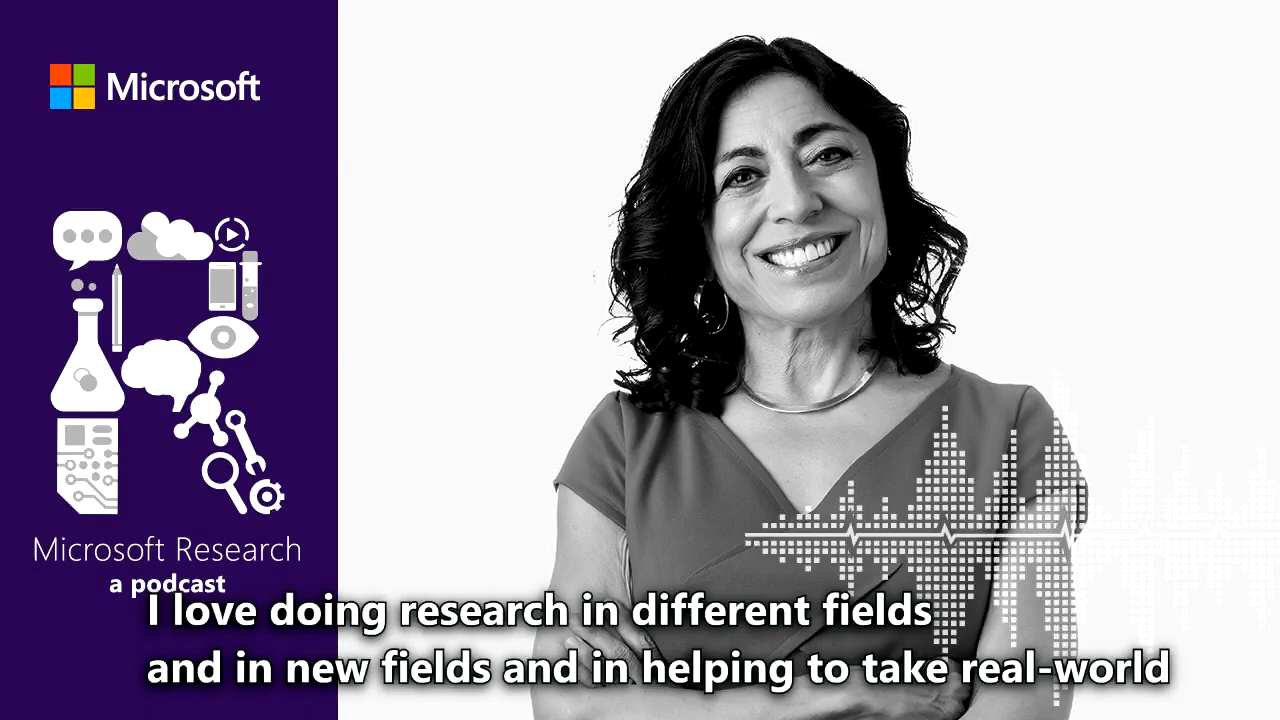 Microsoft
Microsoft Research
a podcast
I love doing research in different fields
and in new fields and in helping to take real-world